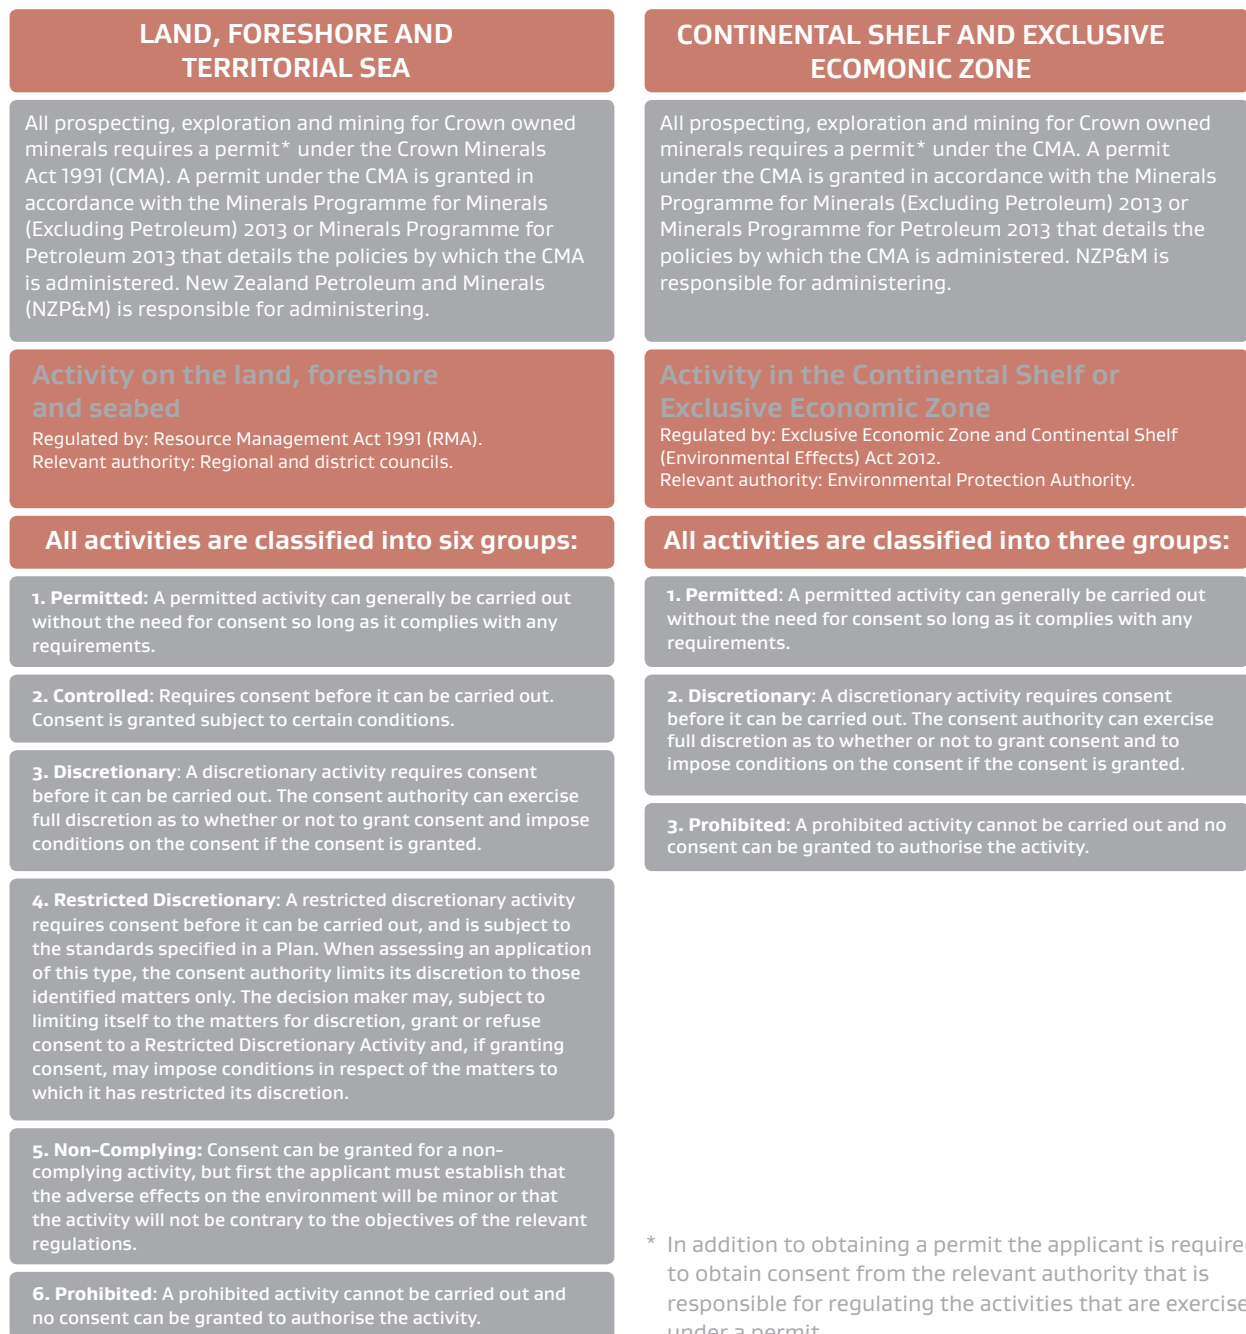 LAND, FORESHORE AND
TERRITORIAL SEA
All prospecting, exploration and mining for Crown owned
minerals requires a permit* under the Crown Minerals
Act 1991 (CMA). A permit under the CMA is granted in
accordance with the Minerals Programme for Minerals
(Excluding Petroleum) 2013 or Minerals Programme for
Petroleum 2013 that details the policies by which the CMA
is administered. New Zealand Petroleum and Minerals
(NZP&M) is responsible for administering.
Activity on the land, foreshore
and seabed
Regulated by: Resource Management Act 1991 (RMA).
Relevant authority: Regional and district councils.
All activities are classified into six groups:
1. Permitted: A permitted activity can generally be carried out
without the need for consent so long as it complies with any
requirements.
2. Controlled: Requires consent before it can be carried out.
Consent is granted subject to certain conditions.
3. Discretionary: A discretionary activity requires consent
before it can be carried out. The consent authority can exercise
full discretion as to whether or not to grant consent and impose
conditions on the consent if the consent is granted.
4. Restricted Discretionary: A restricted discretionary activity
requires consent before it can be carried out, and is subject to
the standards specified in a Plan. When assessing an application
of this type, the consent authority limits its discretion to those
identified matters only. The decision maker may, subject to
limiting itself to the matters for discretion, grant or refuse
consent to a Restricted Discretionary Activity and, if granting
consent, may impose conditions in respect of the matters to
which it has restricted its discretion.
5. Non-Complying: Consent can be granted for a non-
complying activity, but first the applicant must establish that
the adverse effects on the environment will be minor or that
the activity will not be contrary to the objectives of the relevant
regulations.
6. Prohibited: A prohibited activity cannot be carried out and
no consent can be granted to authorise the activity.
CONTINENTAL SHELF AND EXCLUSIVE
ECOMONIC ZONE
All prospecting, exploration and mining for Crown owned
minerals requires a permit* under the CMA. A permit
under the CMA is granted in accordance with the Minerals
Programme for Minerals (Excluding Petroleum) 2013 or
Minerals Programme for Petroleum 2013 that details the
policies by which the CMA is administered. NZP&M is
responsible for administering.
Activity in the Continental Shelf or
Exclusive Economic Zone
Regulated by: Exclusive Economic Zone and Continental Shelf
(Environmental Effects) Act 2012.
Relevant authority: Environmental Protection Authority.
All activities are classified into three groups:
1. Permitted: A permitted activity can generally be carried out
without the need for consent so long as it complies with any
requirements.
2. Discretionary: A discretionary activity requires consent
before it can be carried out. The consent authority can exercise
full discretion as to whether or not to grant consent and to
impose conditions on the consent if the consent is granted.
3. Prohibited: A prohibited activity cannot be carried out and no
consent can be granted to authorise the activity.
* In addition to obtaining a permit the applicant is require
to obtain consent from the relevant authority that is
responsible for regulating the activities that are exercise
under a permit